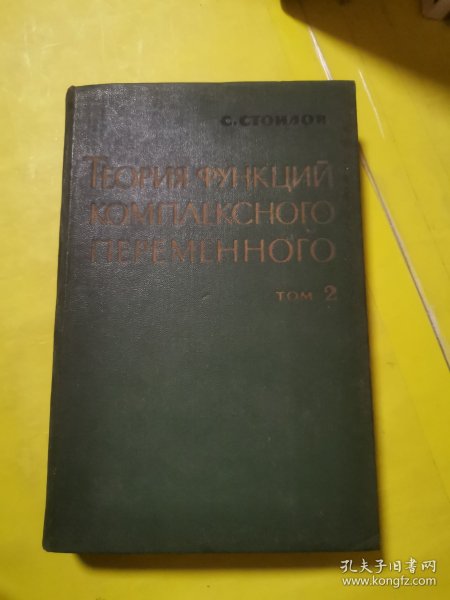 С. СТОИЛОВ
ТЕОРИЯ ФУНКЦИЙ
КОМПЛЕКСНОГО
ПЕРЕМЕННОГО
ТОМ 2
孔夫子旧书网
www.kongfz.com